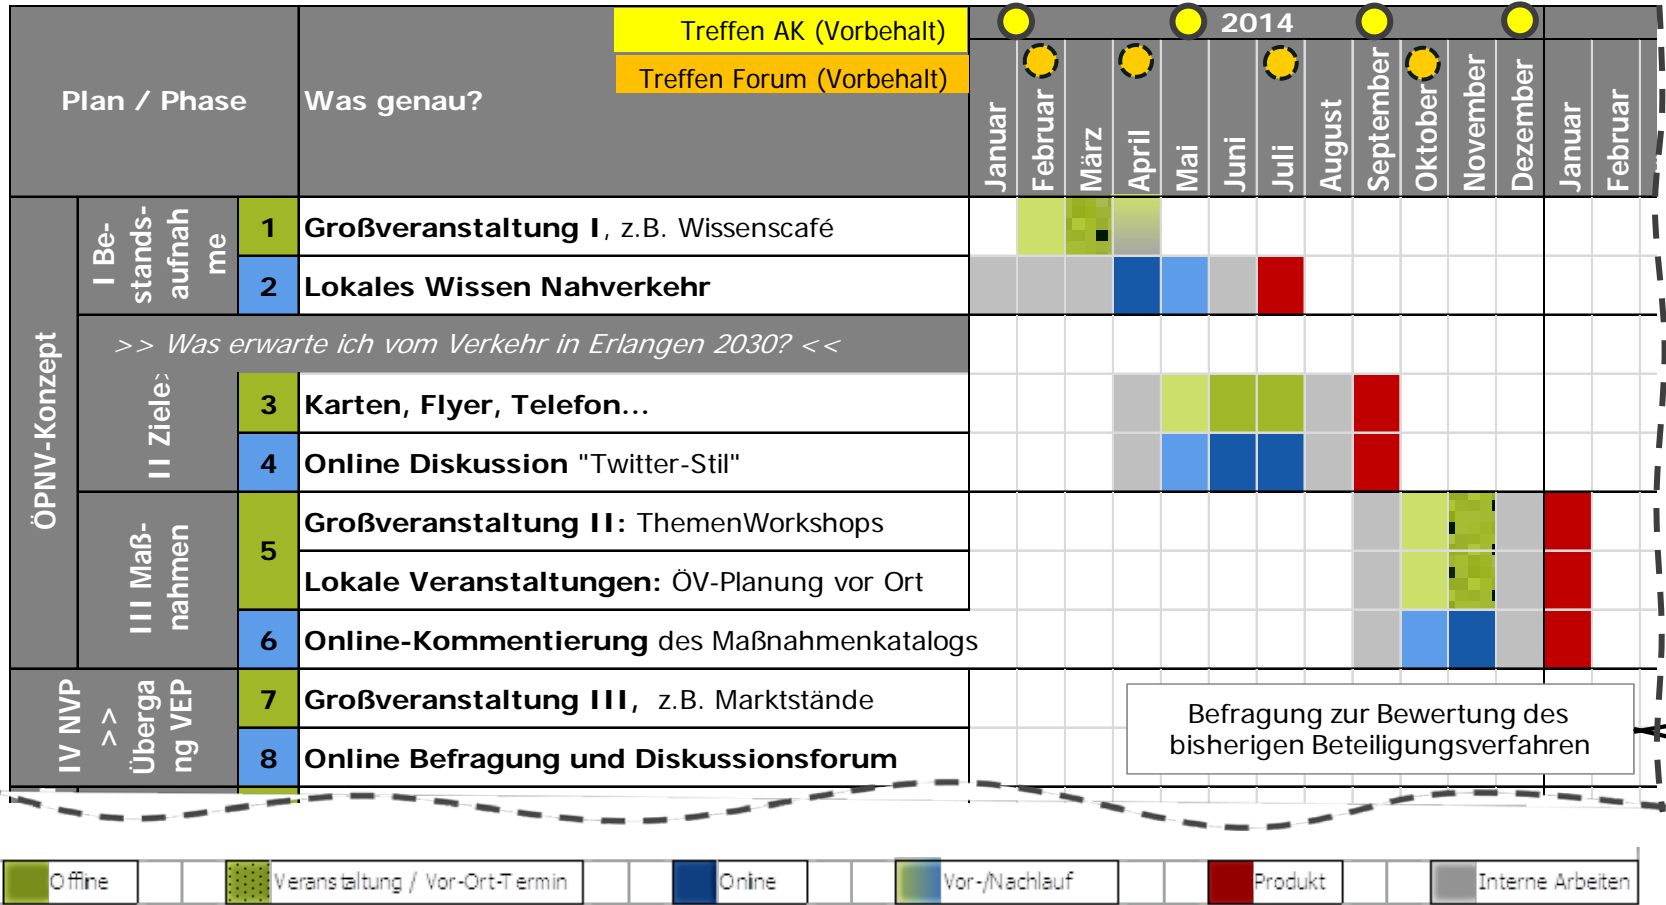 Treffen AK (Vorbehalt)
2014
Treffen Forum (Vorbehalt)
Plan / Phase
Was genau?
Januar
Februar
März
April
Mai
Juni
Juli
August
September
Oktober
November
Dezember
Januar
Februar
ÖPNV-Konzept
I Be-
stands-
aufnah
me
1
Großveranstaltung I, z.B. Wissenscafé
2
Lokales Wissen Nahverkehr
>> Was erwarte ich vom Verkehr in Erlangen 2030? <<
II Ziele
3
Karten, Flyer, Telefon...
4
Online Diskussion "Twitter-Stil"
III Maß-
nahmen
5
Großveranstaltung II: ThemenWorkshops
Lokale Veranstaltungen: ÖV-Planung vor Ort
6
Online-Kommentierung des Maßnahmenkatalogs
IV NVP
>>
Überga
ng VEP
7
Großveranstaltung III, z.B. Marktstände
8
Online Befragung und Diskussionsforum
Befragung zur Bewertung des
bisherigen Beteiligungsverfahren
Offline
Veranstaltung / Vor-Ort-Termin
Online
Vor-/Nachlauf
Produkt
Interne Arbeiten